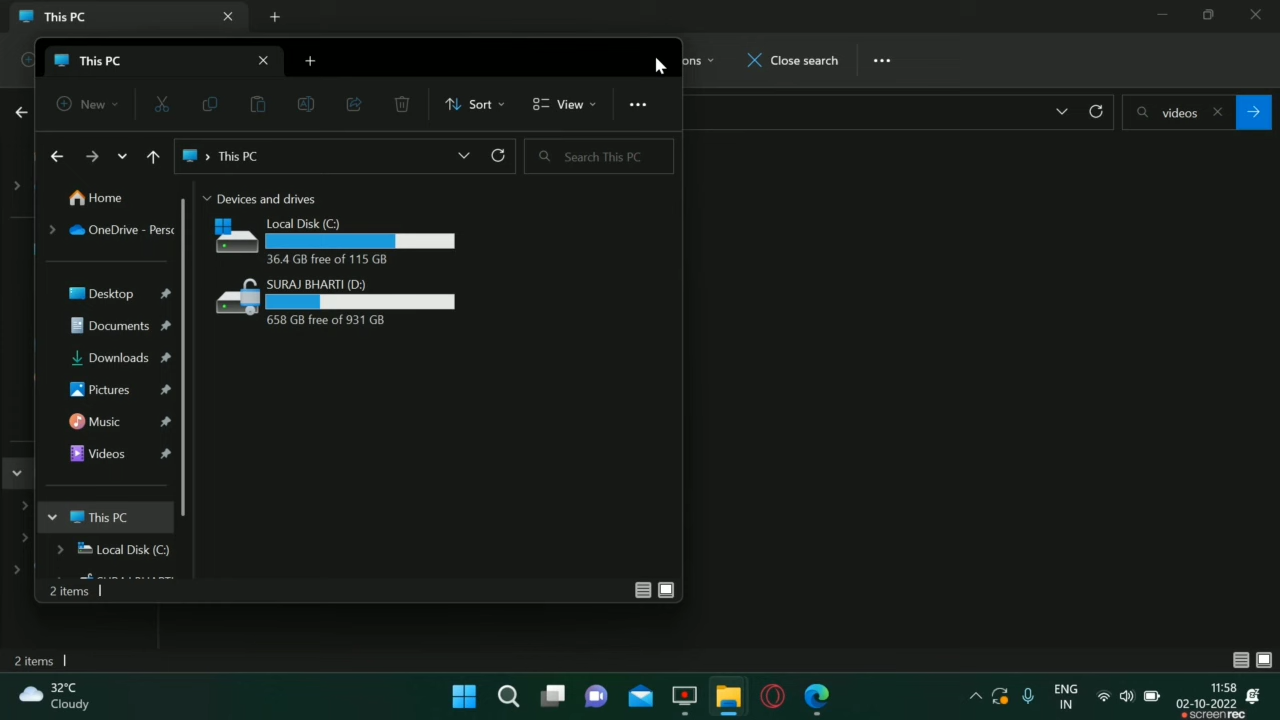 This PC
This PC
ons
Close search
New
Sort
View
videos
This PC
Search This PC
Home
OneDrive - Perso
Devices and drives
Local Disk (C:)
36.4 GB free of 115 GB
SURAJ BHARTI (D:)
658 GB free of 931 GB
Desktop
Documents
Downloads
Pictures
Music
Videos
This PC
Local Disk (C:)
2 items
2 items
32°C
Cloudy
ENG
IN
11:58
02-10-2022
screenrec